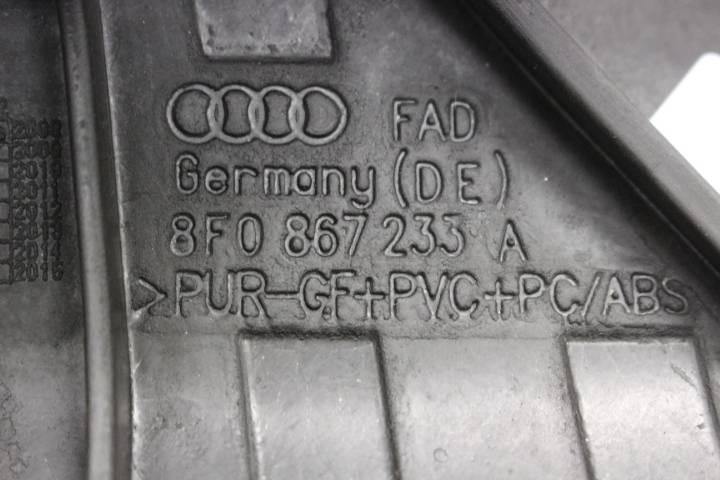 FAD
Germany (DE)
8F0 867 233 A
>PUR-GF+PVC+PC/ABS